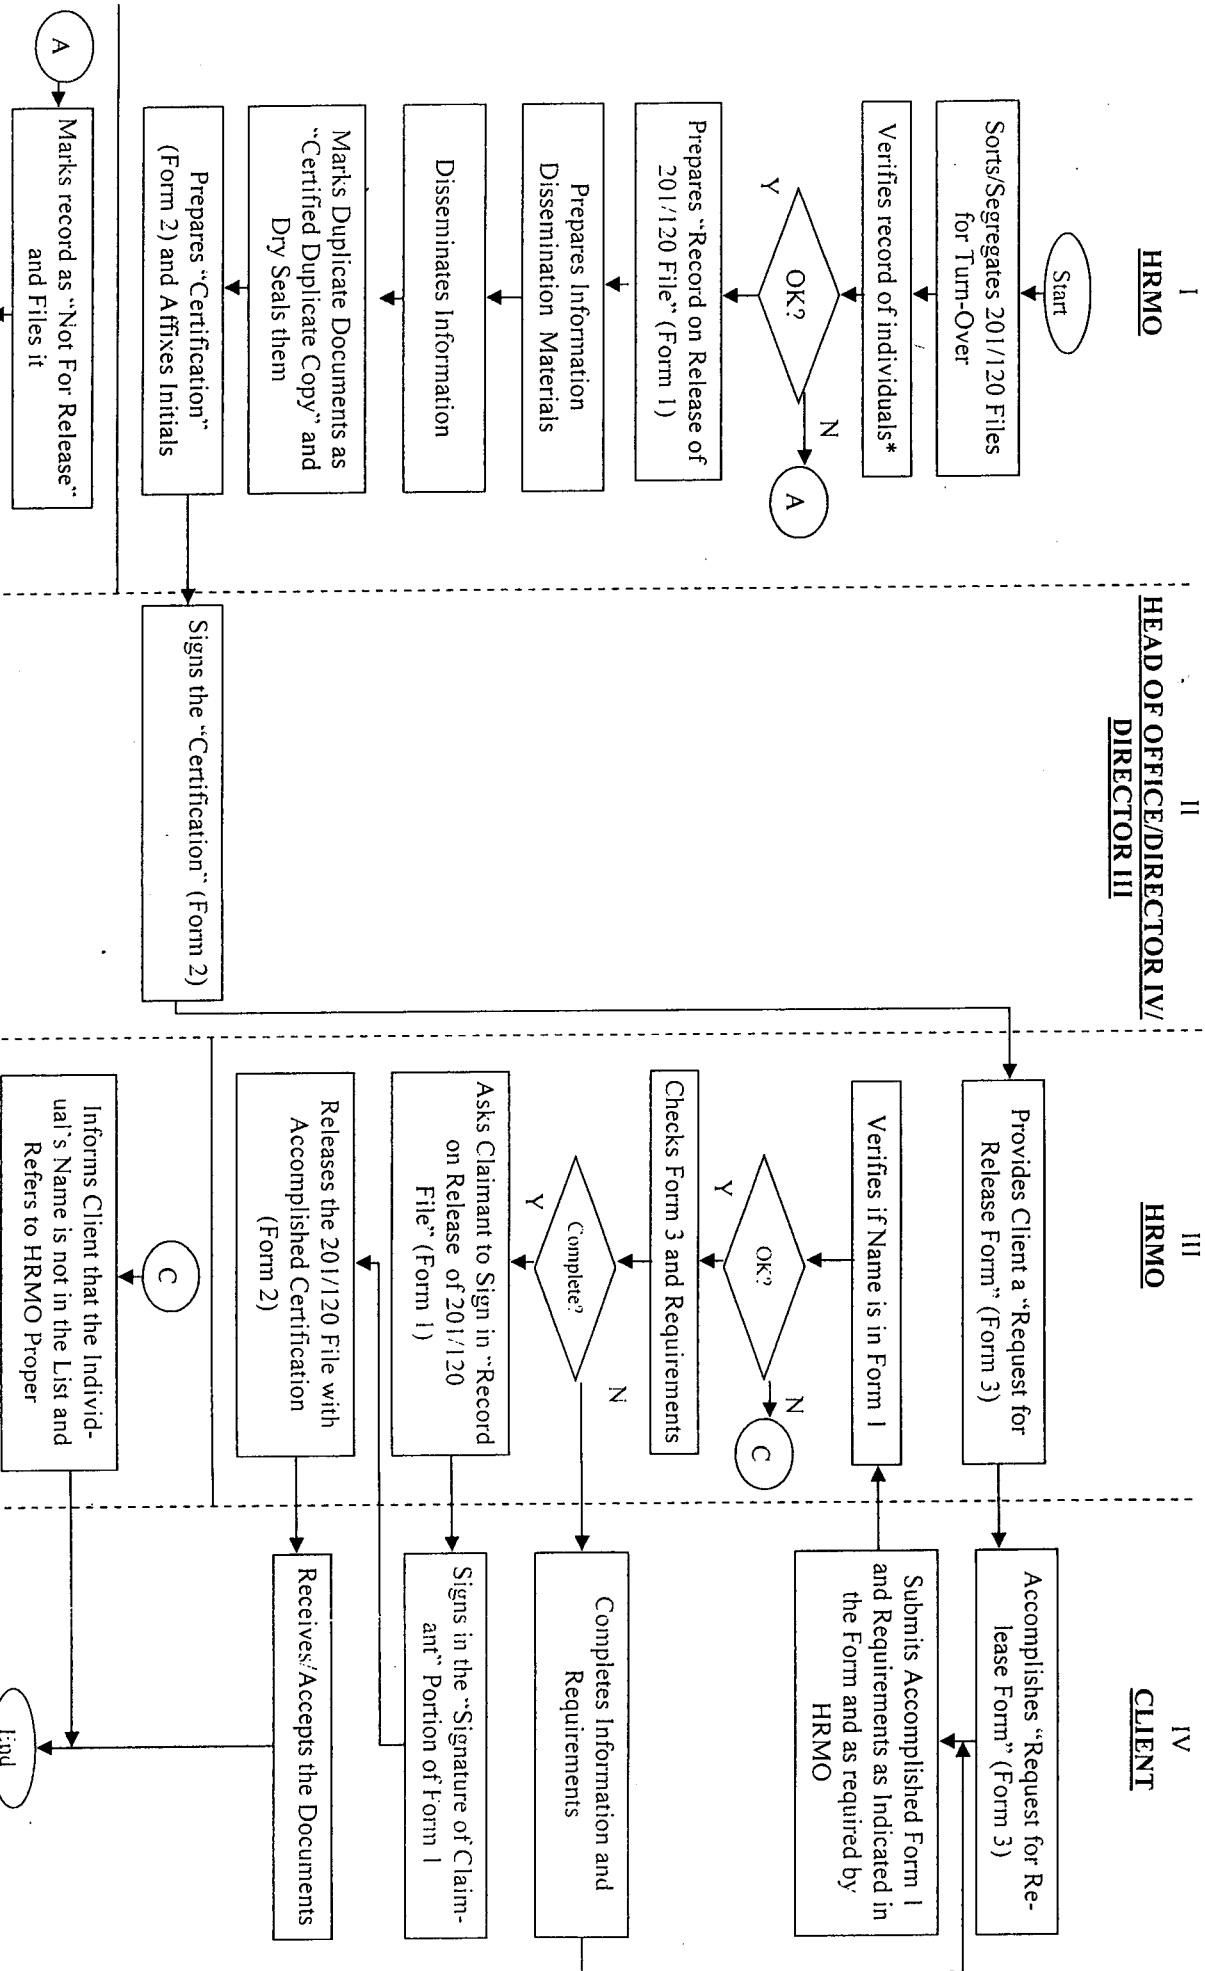 I
HRMO
Start
Sorts/Segregates 201/120 Files
for Turn-Over
Verifies record of individuals*
OK?
Y
N
A
Prepares “Record on Release of
201/120 File” (Form 1)
Prepares Information
Dissemination Materials
Disseminates Information
Marks Duplicate Documents as
“Certified Duplicate Copy” and
Dry Seals them
Prepares “Certification”
(Form 2) and Affixes Initials
A
Marks record as “Not For Release”
and Files it
II
HEAD OF OFFICE/DIRECTOR IV/
DIRECTOR III
Signs the “Certification” (Form 2)
III
HRMO
Provides Client a “Request for
Release Form” (Form 3)
Verifies if Name is in Form 1
OK?
Y
N
C
Checks Form 3 and Requirements
Complete?
Y
N
Asks Claimant to Sign in “Record
on Release of 201/120
File” (Form 1)
Releases the 201/120 File with
Accomplished Certification
(Form 2)
C
Informs Client that the Individ-
ual's Name is not in the List and
Refers to HRMO Proper
IV
CLIENT
Accomplishes “Request for Re-
lease Form” (Form 3)
Submits Accomplished Form 1
and Requirements as Indicated in
the Form and as required by
HRMO
Completes Information and
Requirements
Signs in the “Signature of Claim-
ant” Portion of Form 1
Receives/Accepts the Documents
End